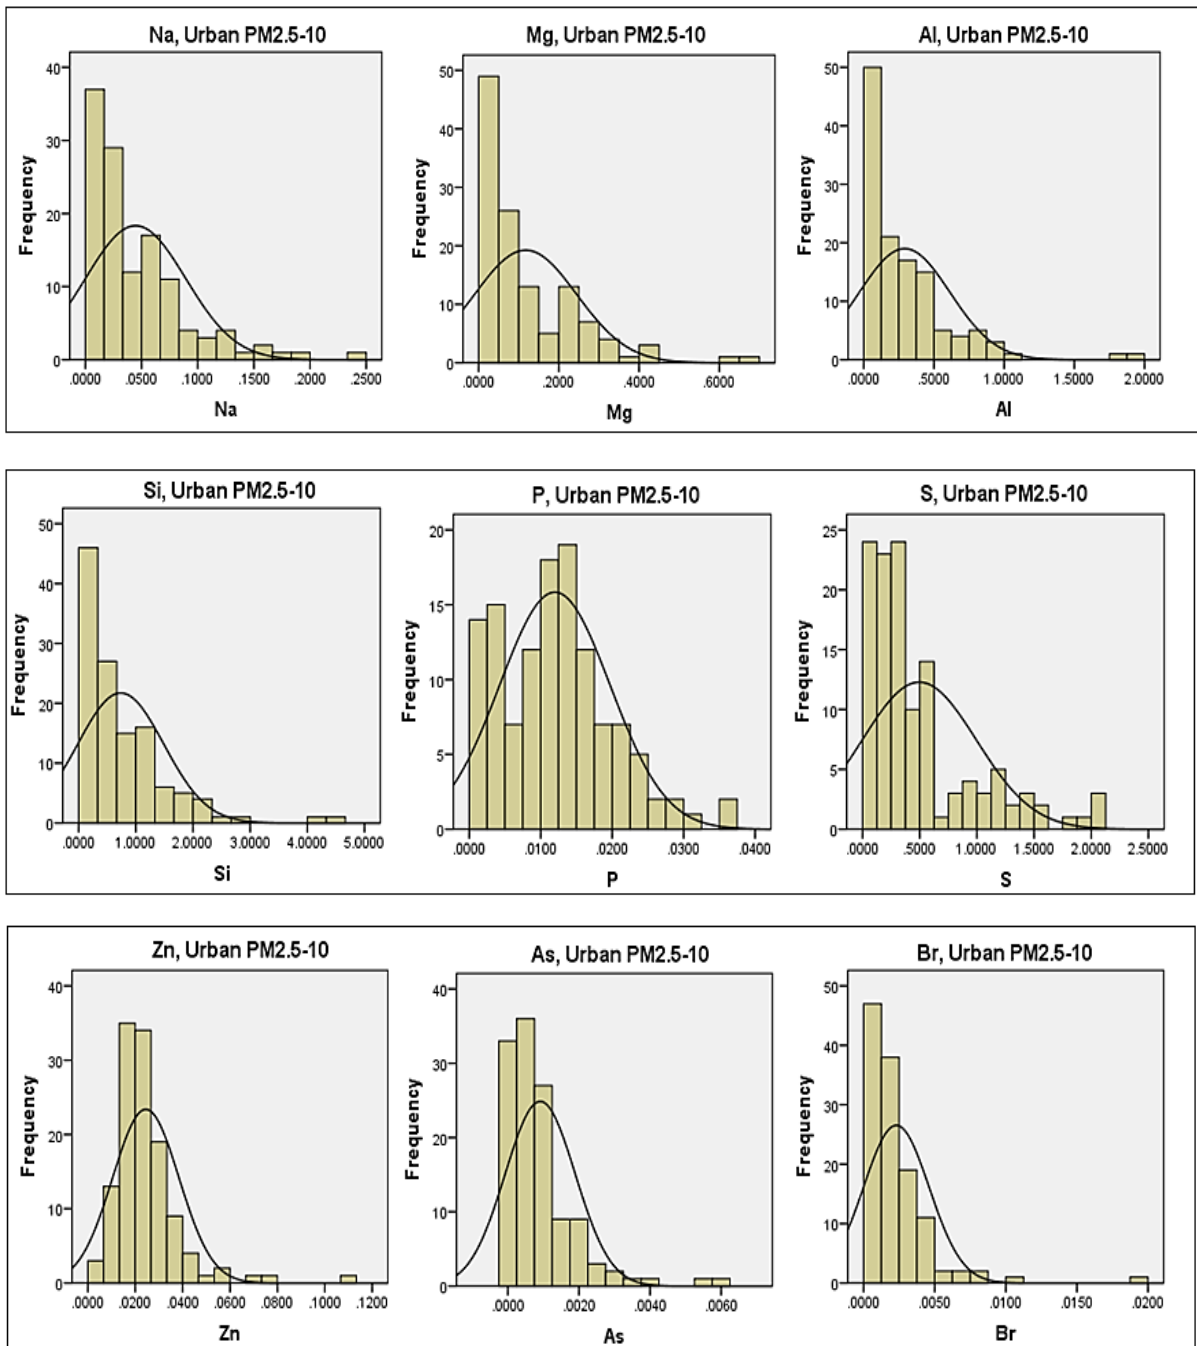 Na, Urban PM2.5-10
Mg, Urban PM2.5-10
Al, Urban PM2.5-10
40
30
20
10
0
50
40
30
20
10
0
50
40
30
20
10
0
Frequency
Frequency
Frequency
.0000 .0500 .1000 .1500 .2000 .2500
.0000 .2000 .4000 .6000
.0000 .5000 1.0000 1.5000 2.0000
Na
Mg
Al
Si, Urban PM2.5-10
P, Urban PM2.5-10
S, Urban PM2.5-10
50
40
30
20
10
0
20
15
10
5
0
25
20
15
10
5
0
Frequency
Frequency
Frequency
.0000 1.0000 2.0000 3.0000 4.0000 5.0000
.0000 .0100 .0200 .0300 .0400
.0000 .5000 1.0000 1.5000 2.0000 2.5000
Si
P
S
Zn, Urban PM2.5-10
As, Urban PM2.5-10
Br, Urban PM2.5-10
40
30
20
10
0
40
30
20
10
0
50
40
30
20
10
0
Frequency
Frequency
Frequency
.0000 .0200 .0400 .0600 .0800 .1000 .1200
.0000 .0020 .0040 .0060
.0000 .0050 .0100 .0150 .0200
Zn
As
Br